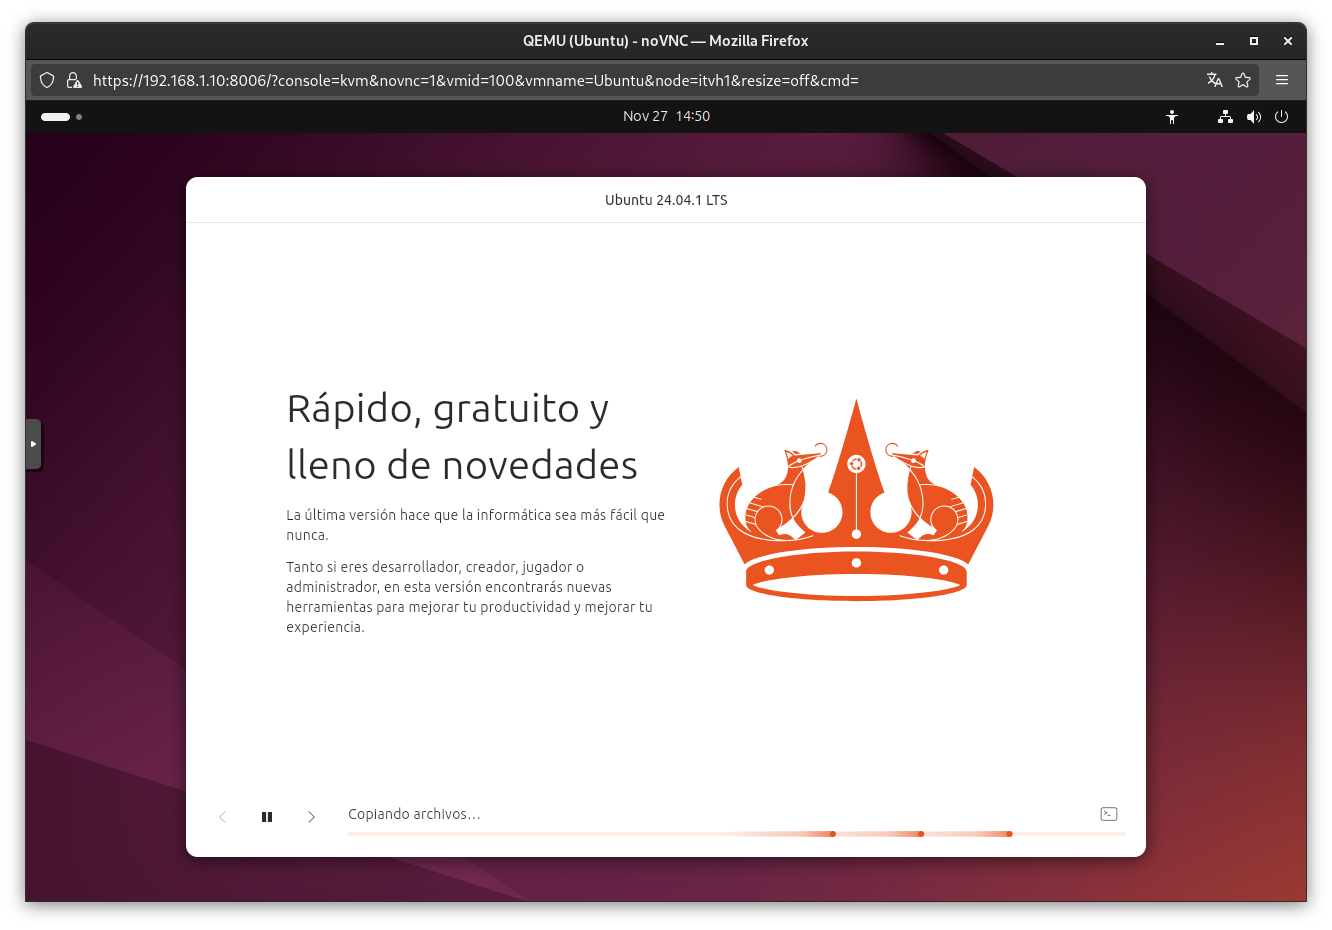 QEMU (Ubuntu) - noVNC — Mozilla Firefox
https://192.168.1.10:8006/?console=kvm&novnc=1&vmid=100&vmname=Ubuntu&node=itvh1&resize=off&cmd=
Nov 27 14:50
Ubuntu 24.04.1 LTS
Rápido, gratuito y
lleno de novedades
La última versión hace que la informática sea más fácil que
nunca.
Tanto si eres desarrollador, creador, jugador o
administrador, en esta versión encontrarás nuevas
herramientas para mejorar tu productividad y mejorar tu
experiencia.
Copiando archivos…